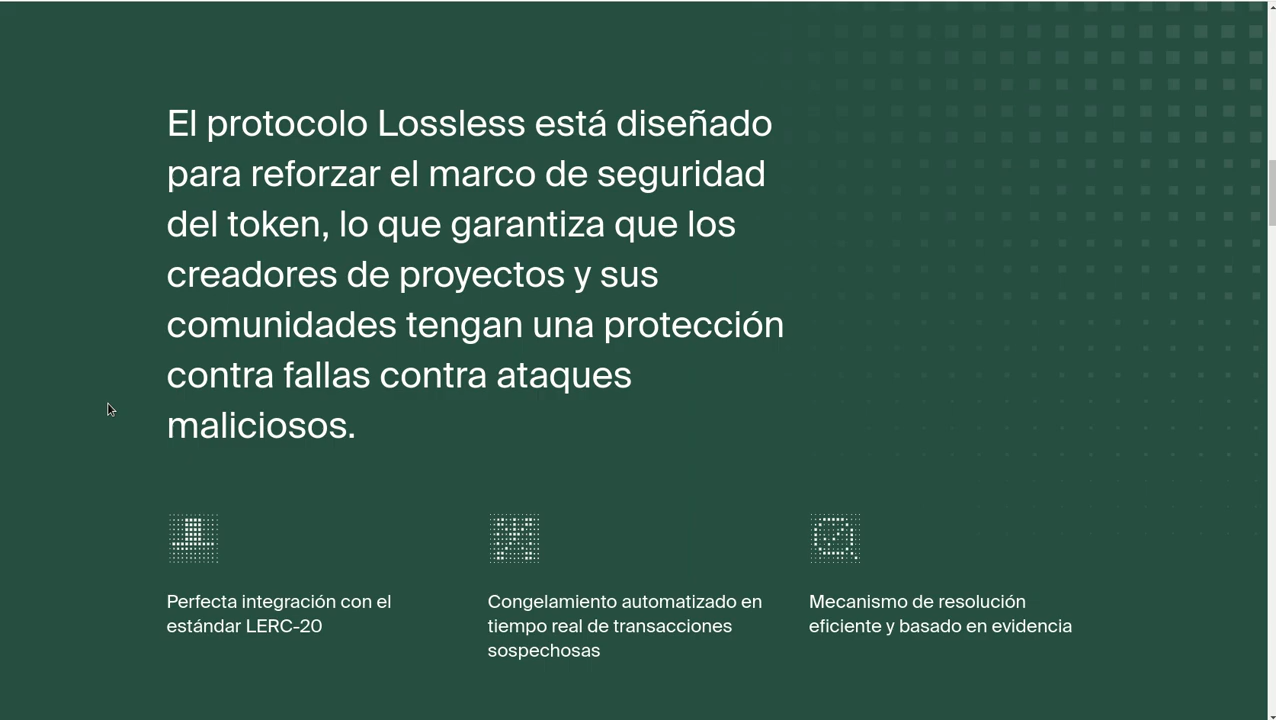 El protocolo Lossless está diseñado
para reforzar el marco de seguridad
del token, lo que garantiza que los
creadores de proyectos y sus
comunidades tengan una protección
contra fallas contra ataques
maliciosos.
Perfecta integración con el
estándar LERC-20
Congelamiento automatizado en
tiempo real de transacciones
sospechosas
Mecanismo de resolución
eficiente y basado en evidencia